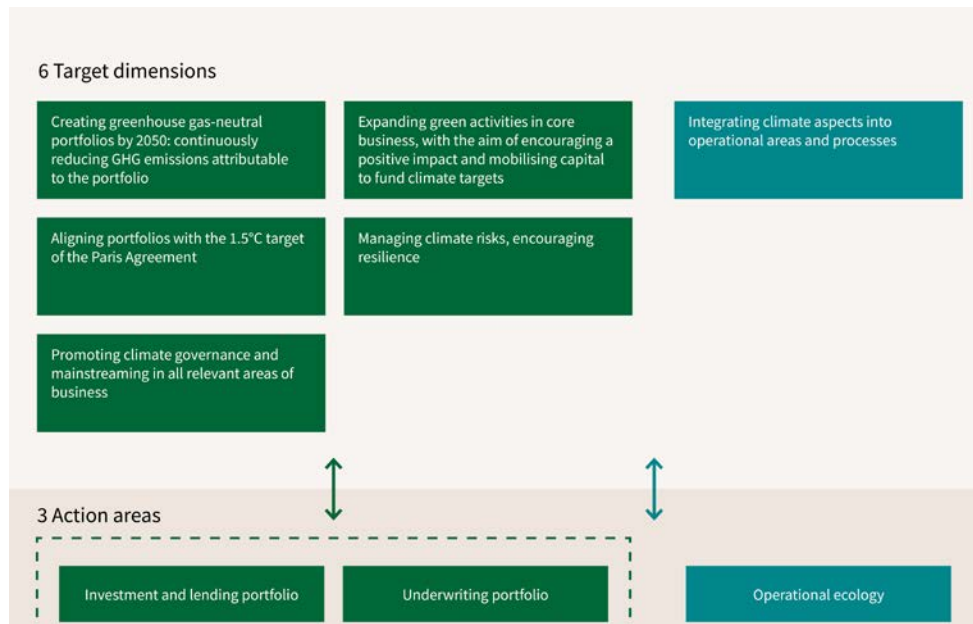 6 Target dimensions
Creating greenhouse gas-neutral
portfolios by 2050: continuously
reducing GHG emissions attributable
to the portfolio
Expanding green activities in core
business, with the aim of encouraging a
positive impact and mobilising capital
to fund climate targets
Integrating climate aspects into
operational areas and processes
Aligning portfolios with the 1.5°C target
of the Paris Agreement
Managing climate risks, encouraging
resilience
Promoting climate governance and
mainstreaming in all relevant areas of
business
3 Action areas
Investment and lending portfolio
Underwriting portfolio
Operational ecology